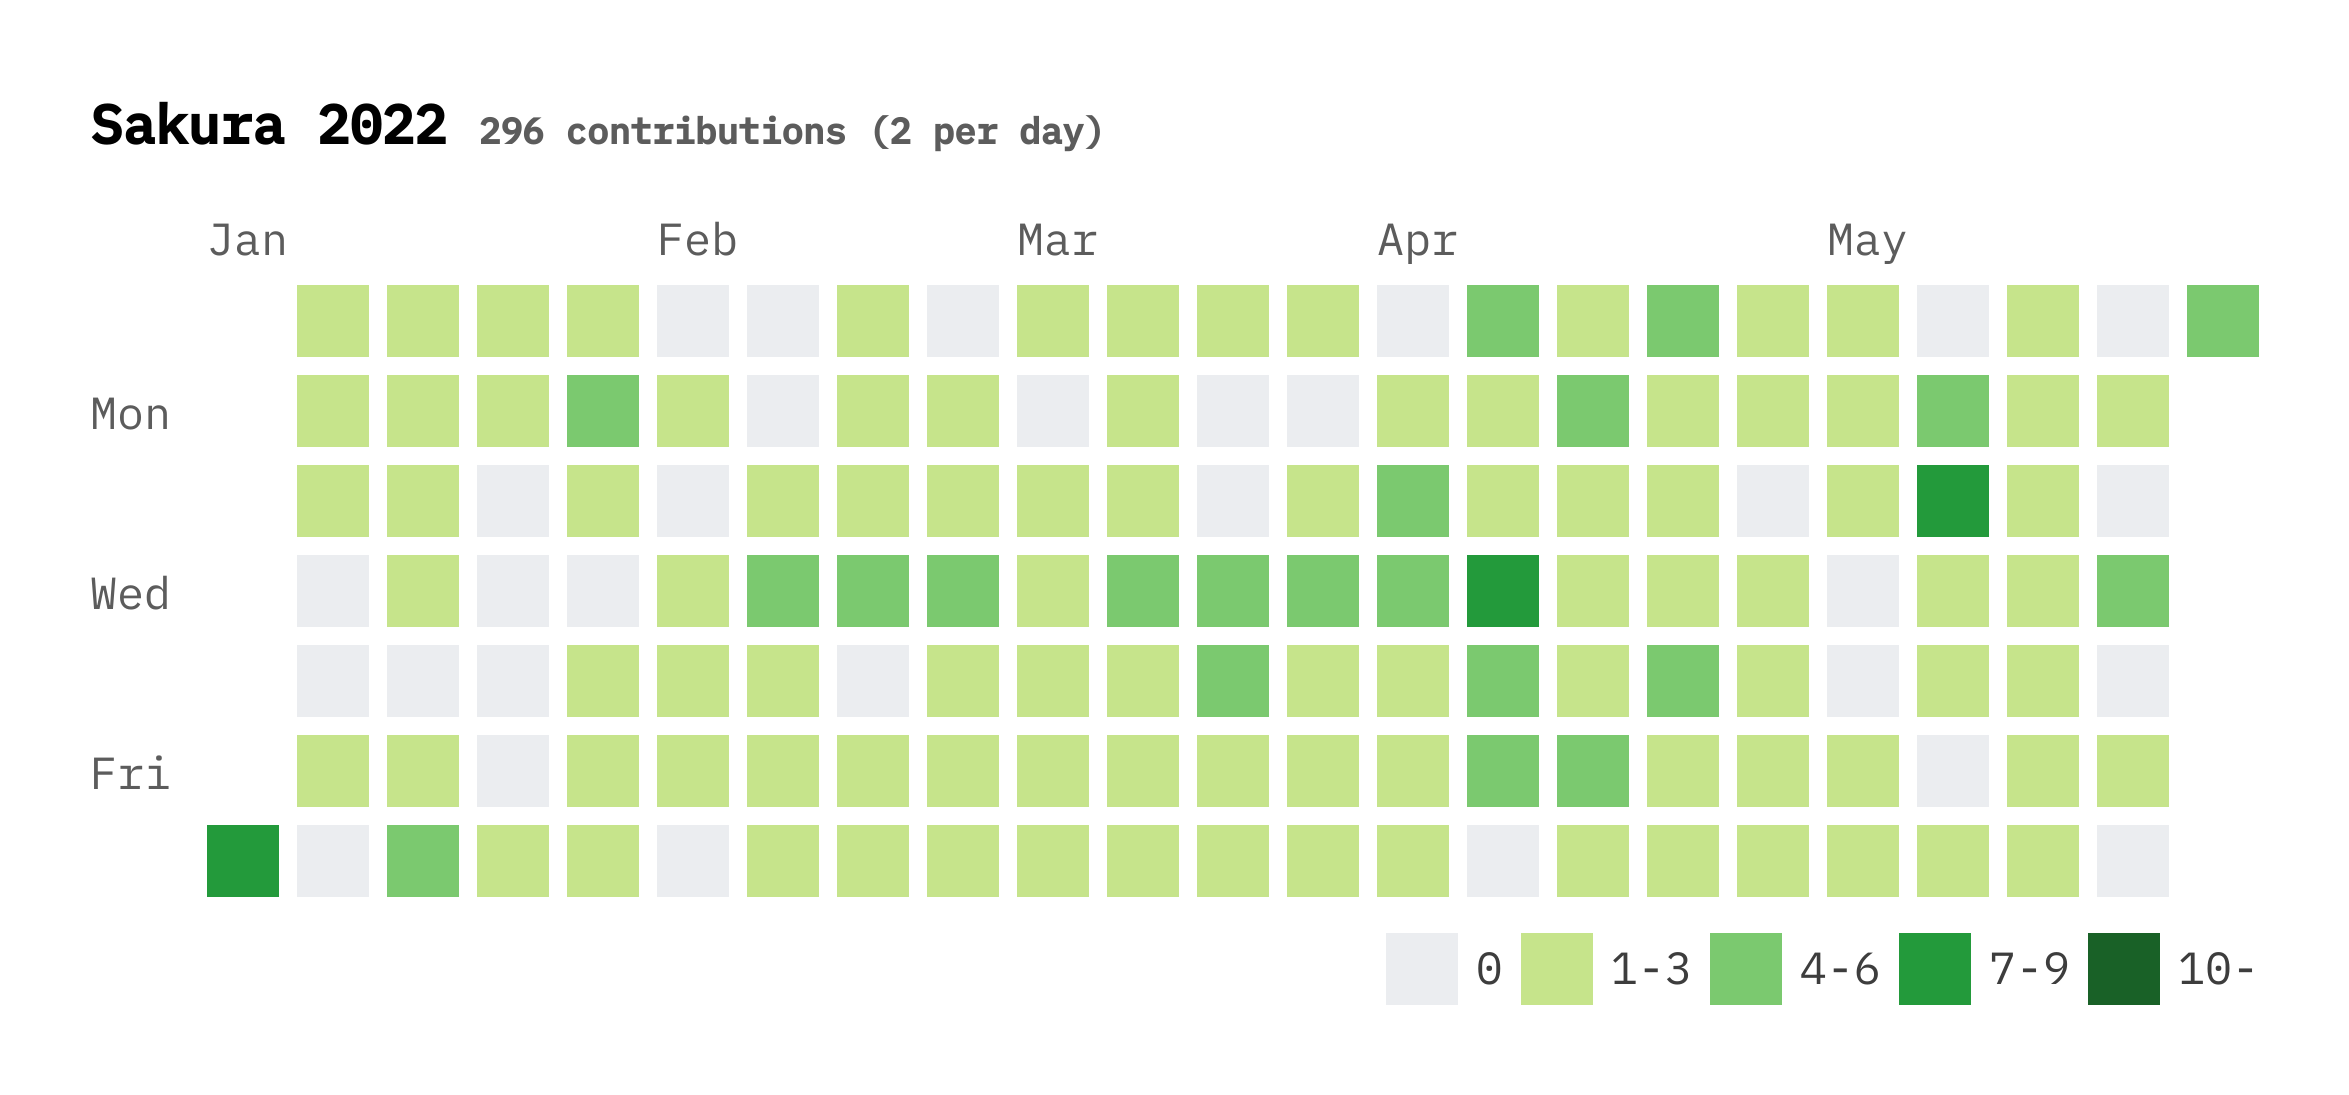 Sakura 2022 296 contributions (2 per day)
Jan Feb Mar Apr May
Mon
Wed
Fri
0 1-3 4-6 7-9 10-